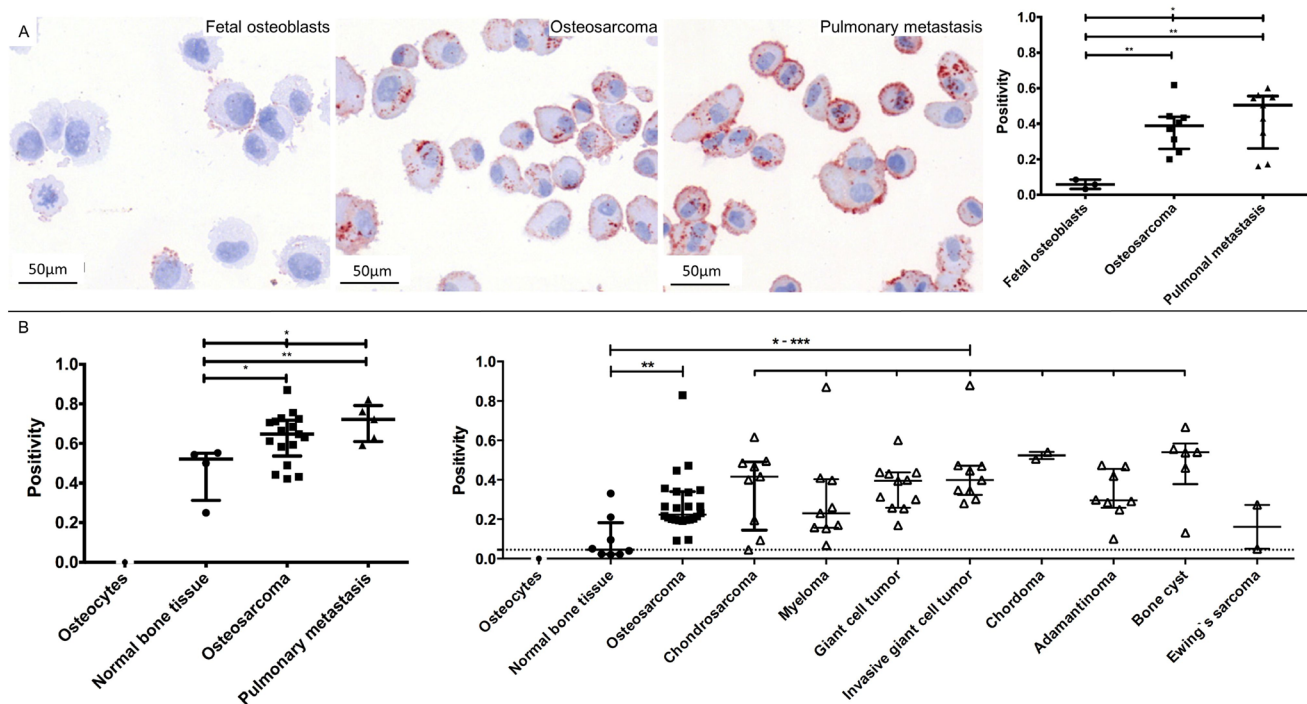 A
Fetal osteoblasts
Osteosarcoma
Pulmonary metastasis
50μm
50μm
50μm
*
**
**
Positivity
1.0
0.8
0.6
0.4
0.2
0.0
Fetal osteoblasts
Osteosarcoma
Pulmonal metastasis
B
*
**
*
Positivity
1.0
0.8
0.6
0.4
0.2
0.0
Osteocytes
Normal bone tissue
Osteosarcoma
Pulmonary metastasis
* - ***
**
Positivity
1.0
0.8
0.6
0.4
0.2
0.0
Osteocytes
Normal bone tissue
Osteosarcoma
Chondrosarcoma
Myeloma
Giant cell tumor
Invasive giant cell tumor
Chordoma
Adamantinoma
Bone cyst
Ewing`s sarcoma